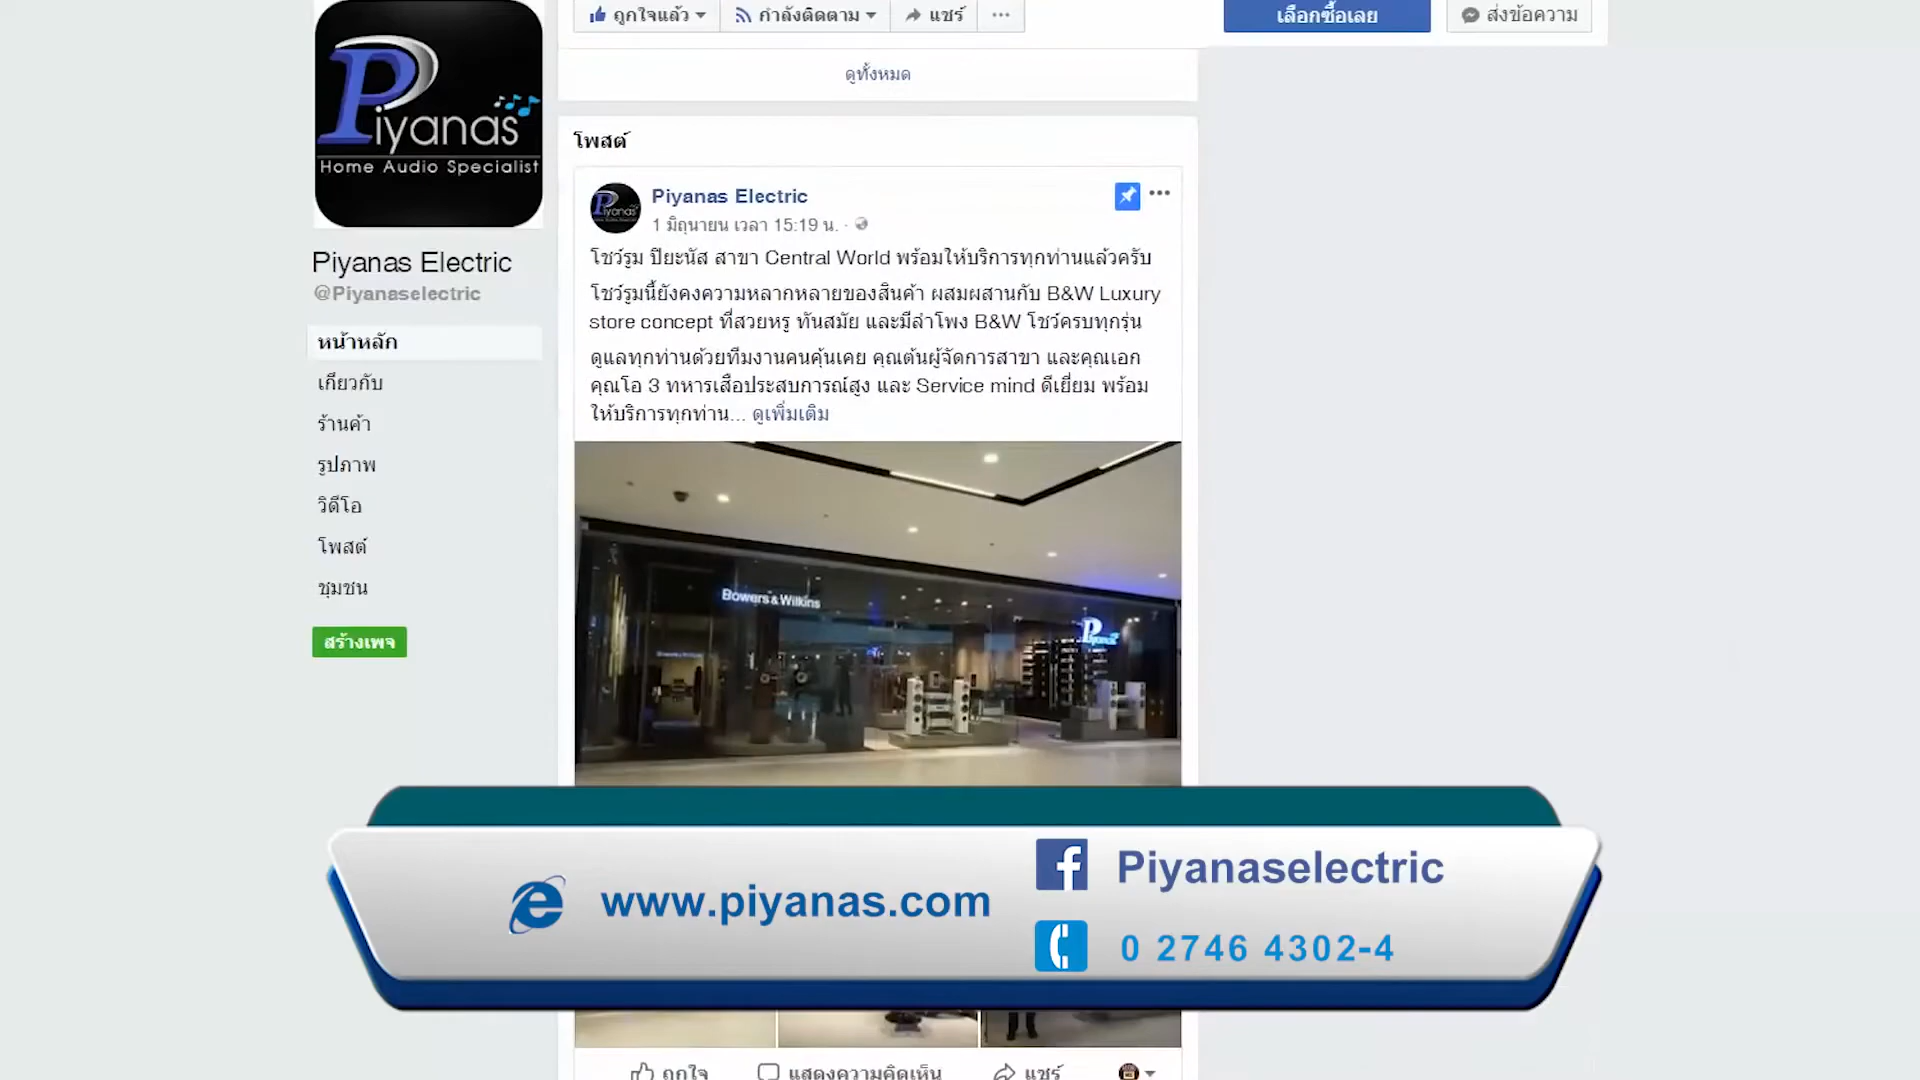 ถูกใจแล้ว
กำลังติดตาม
แชร์
เลือกซื้อเลย
ส่งข้อความ
ดูทั้งหมด
Piyanas
Home Audio Specialist
Piyanas Electric
@Piyanaselectric
หน้าหลัก
เกี่ยวกับ
ร้านค้า
รูปภาพ
วิดีโอ
โพสต์
ชุมชน
สร้างเพจ
โพสต์
Piyanas Electric
1 มิถุนายน เวลา 15:19 น.
โชว์รูม ปิยะนัส สาขา Central World พร้อมให้บริการทุกท่านแล้วครับ
โชว์รูมนี้ยังคงความหลากหลายของสินค้า ผสมผสานกับ B&W Luxury
store concept ที่สวยหรู ทันสมัย และมีลำโพง B&W โชว์ครบทุกรุ่น
ดูแลทุกท่านด้วยทีมงานคนคุ้นเคย คุณต้นผู้จัดการสาขา และคุณเอก
คุณโอ 3 ทหารเสือประสบการณ์สูง และ Service mind ดีเยี่ยม พร้อม
ให้บริการทุกท่าน... ดูเพิ่มเติม
Bowers & Wilkins
Piyanas
www.piyanas.com
Piyanaselectric
0 2746 4302-4
ถูกใจ
แสดงความคิดเห็น
แชร์